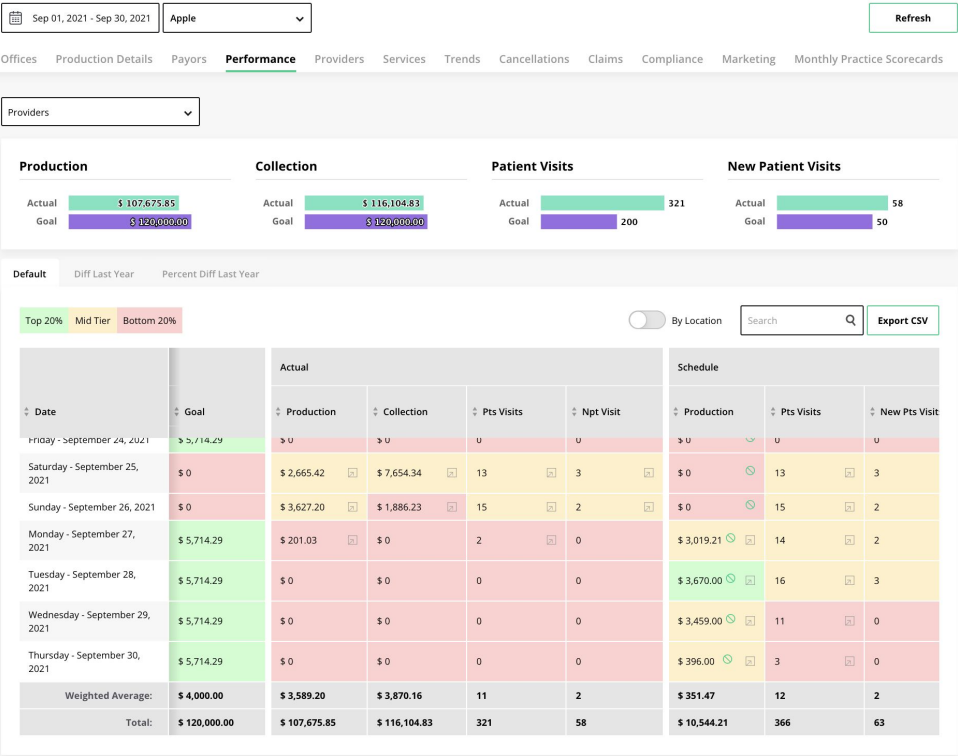 Sep 01, 2021 - Sep 30, 2021 Apple Refresh
Offices Production Details Payors Performance Providers Services Trends Cancellations Claims Compliance Marketing Monthly Practice Scorecards
Providers
Production Collection Patient Visits New Patient Visits
Actual $ 107,675.85 Actual $ 116,104.83 Actual 321 Actual 58
Goal $ 120,000.00 Goal $ 120,000.00 Goal 200 Goal 50
Default Diff Last Year Percent Diff Last Year
Top 20% Mid Tier Bottom 20% By Location Search Export CSV
Actual Schedule
Date Goal Production Collection Pts Visits Npt Visit Production Pts Visits New Pts Visit
Friday - September 24, 2021 $ 5,714.29 $ 0 $ 0 0 0 $ 0 0 0
Saturday - September 25,
2021 $ 0 $ 2,665.42 $ 7,654.34 13 3 $ 0 13 3
Sunday - September 26, 2021 $ 0 $ 3,627.20 $ 1,886.23 15 2 $ 0 15 2
Monday - September 27,
2021 $ 5,714.29 $ 201.03 $ 0 2 0 $ 3,019.21 14 2
Tuesday - September 28,
2021 $ 5,714.29 $ 0 $ 0 0 0 $ 3,670.00 16 3
Wednesday - September 29,
2021 $ 5,714.29 $ 0 $ 0 0 0 $ 3,459.00 11 0
Thursday - September 30,
2021 $ 5,714.29 $ 0 $ 0 0 0 $ 396.00 3 0
Weighted Average: $ 4,000.00 $ 3,589.20 $ 3,870.16 11 2 $ 351.47 12 2
Total: $ 120,000.00 $ 107,675.85 $ 116,104.83 321 58 $ 10,544.21 366 63